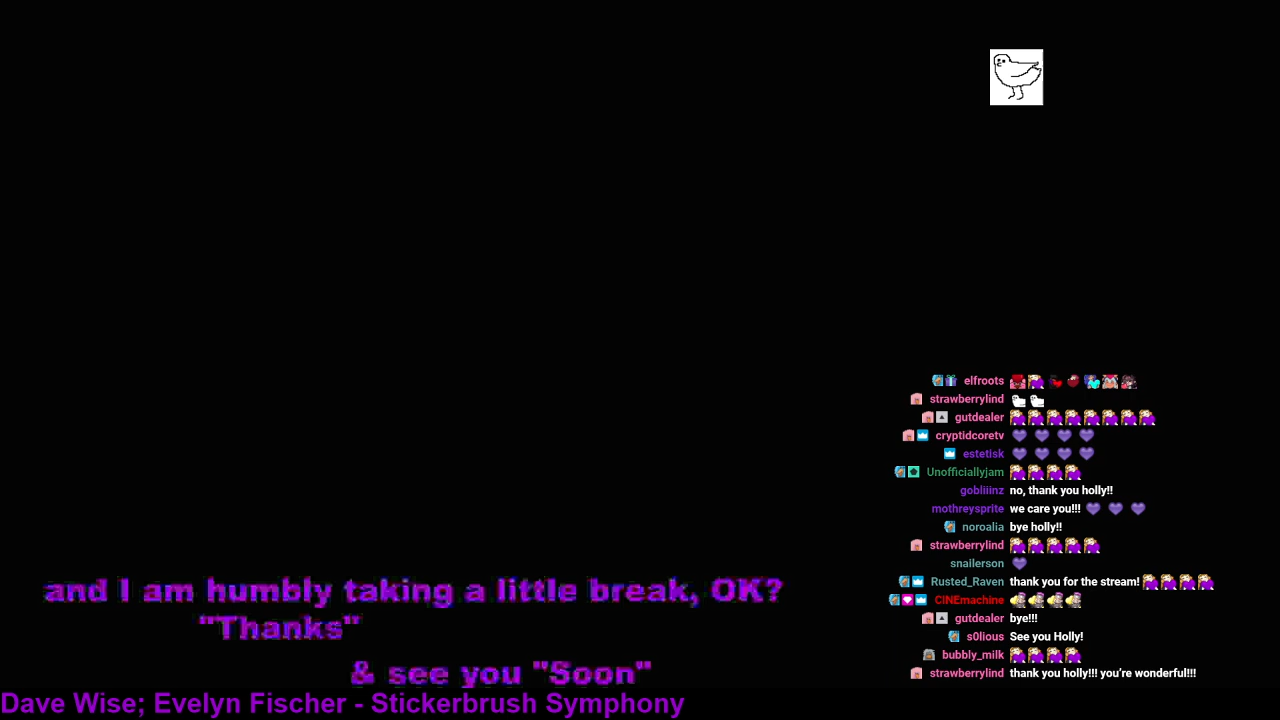 elfroots
strawberrylind
gutdealer
cryptidcoretv
estetisk
Unofficiallyjam
gobliiinz no, thank you holly!!
mothreysprite we care you!!!
noroalia bye holly!!
strawberrylind
snailerson
Rusted_Raven thank you for the stream!
CINEmachine
gutdealer bye!!!
s0lious See you Holly!
bubbly_milk
strawberrylind thank you holly!!! you're wonderful!!!
and I am humbly taking a little break, OK?
"Thanks"
& see you "Soon"
Dave Wise; Evelyn Fischer - Stickerbrush Symphony